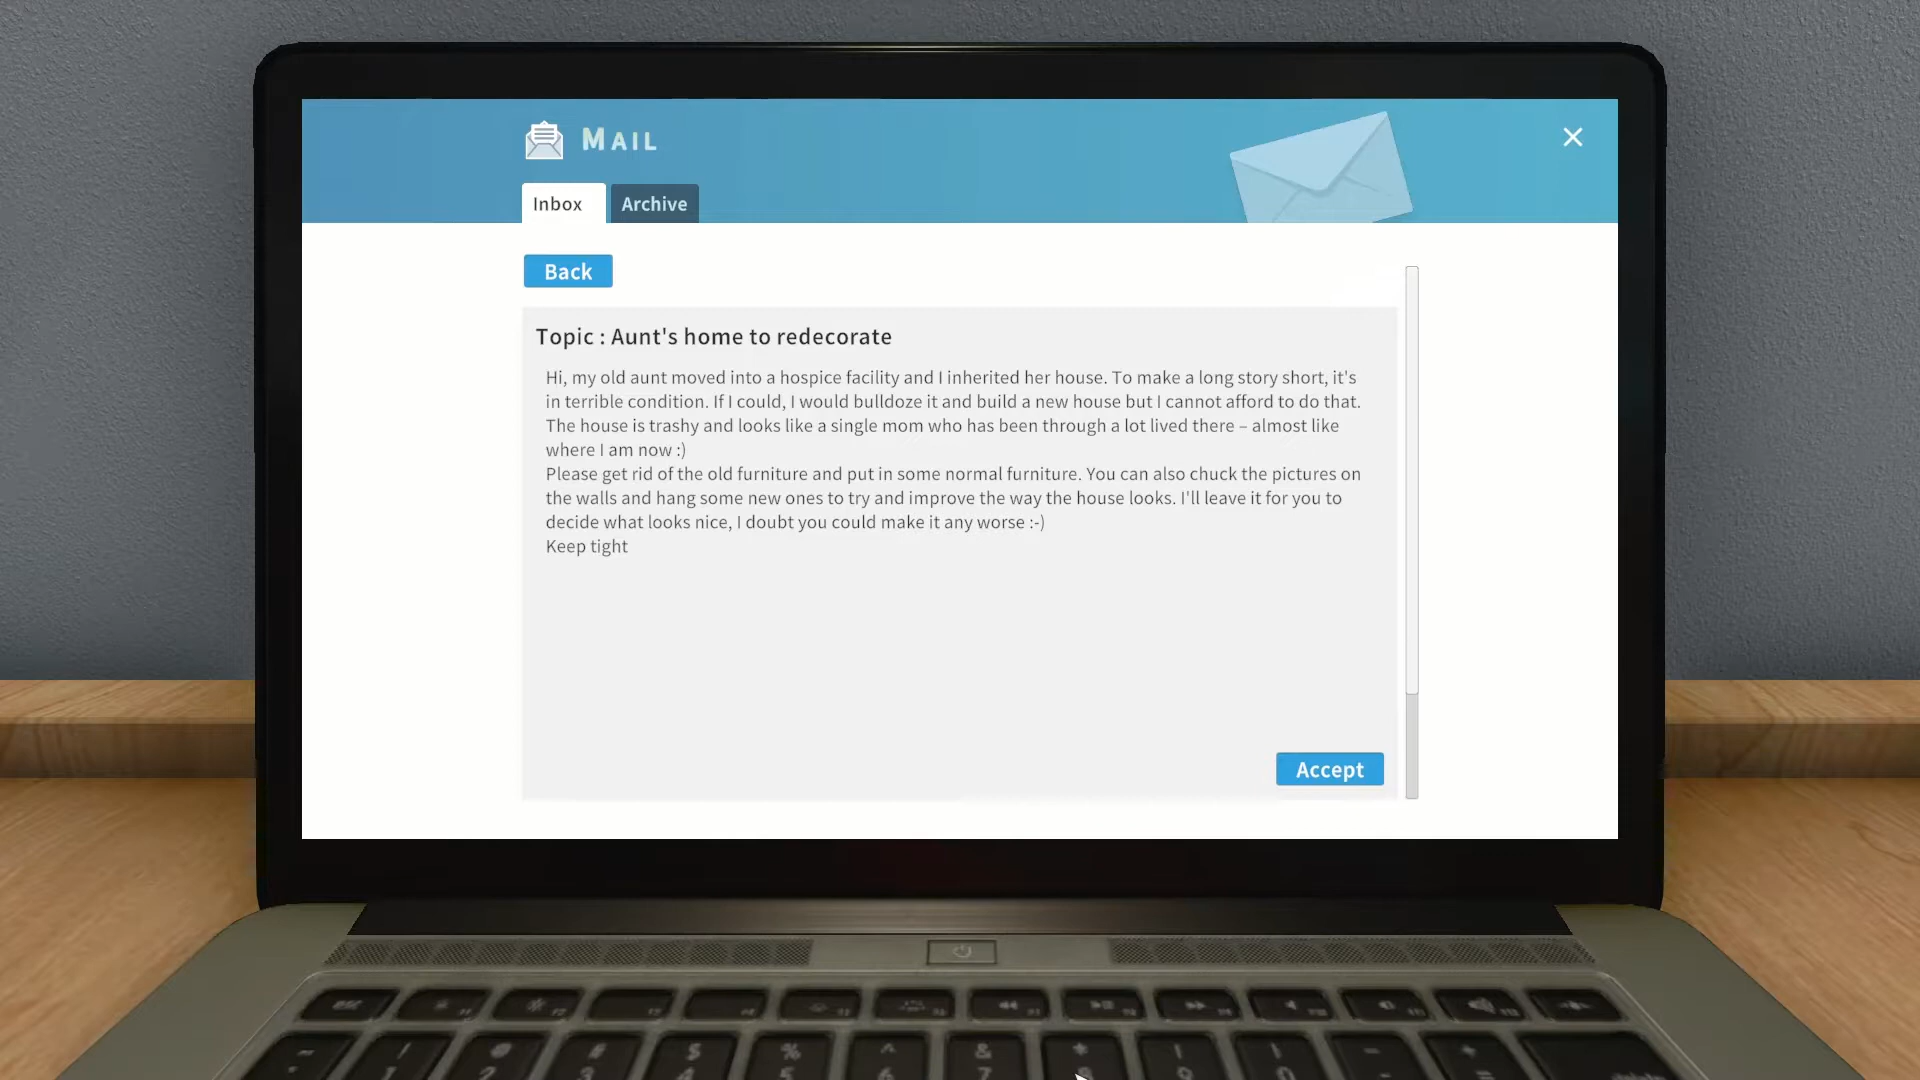 MAIL
Inbox
Archive
Back
Topic : Aunt's home to redecorate
Hi, my old aunt moved into a hospice facility and I inherited her house. To make a long story short, it's
in terrible condition. If I could, I would bulldoze it and build a new house but I cannot afford to do that.
The house is trashy and looks like a single mom who has been through a lot lived there – almost like
where I am now :)
Please get rid of the old furniture and put in some normal furniture. You can also chuck the pictures on
the walls and hang some new ones to try and improve the way the house looks. I'll leave it for you to
decide what looks nice, I doubt you could make it any worse :-)
Keep tight
Accept